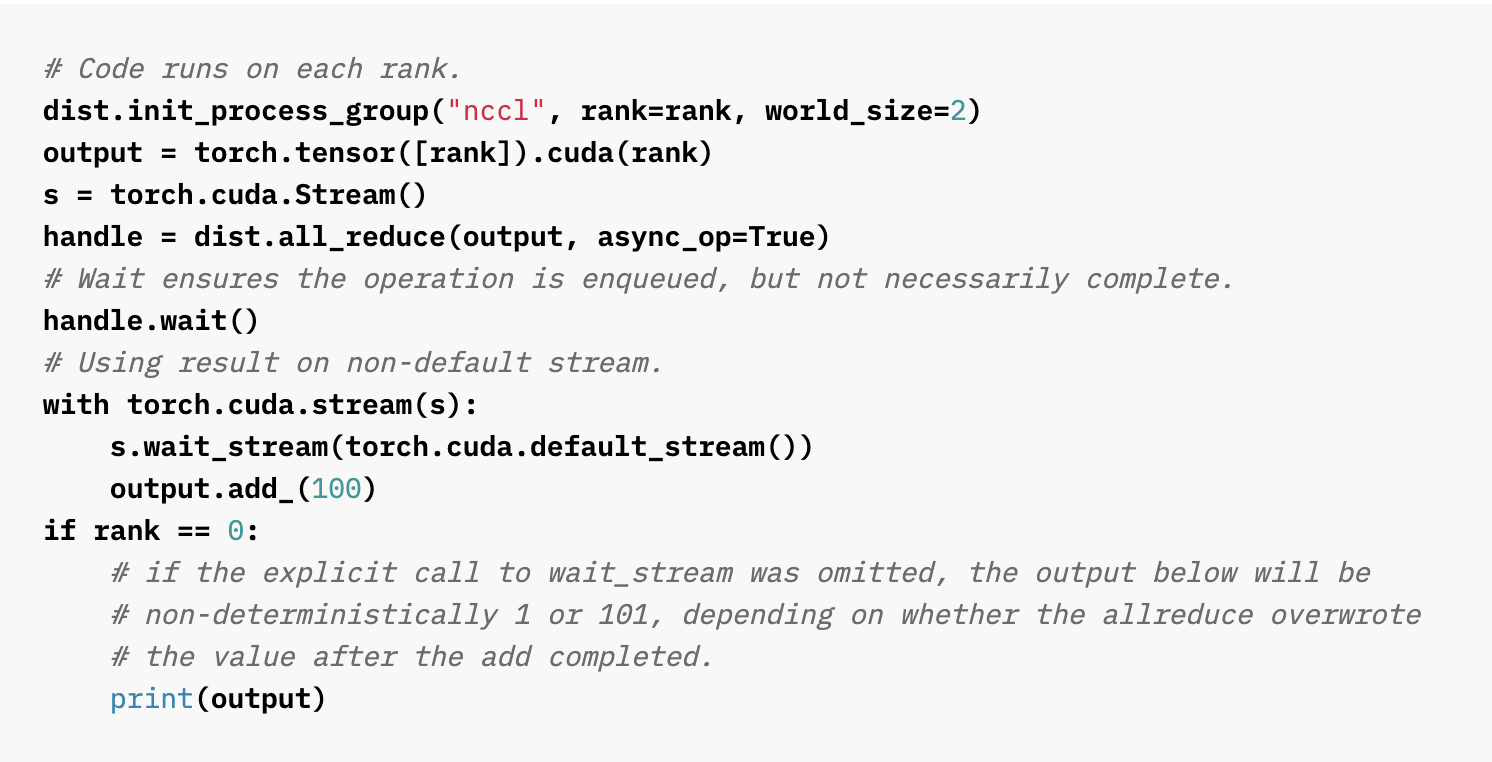 # Code runs on each rank.
dist.init_process_group("nccl", rank=rank, world_size=2)
output = torch.tensor([rank]).cuda(rank)
s = torch.cuda.Stream()
handle = dist.all_reduce(output, async_op=True)
# Wait ensures the operation is enqueued, but not necessarily complete.
handle.wait()
# Using result on non-default stream.
with torch.cuda.stream(s):
    s.wait_stream(torch.cuda.default_stream())
    output.add_(100)
if rank == 0:
    # if the explicit call to wait_stream was omitted, the output below will be
    # non-deterministically 1 or 101, depending on whether the allreduce overwrote
    # the value after the add completed.
    print(output)